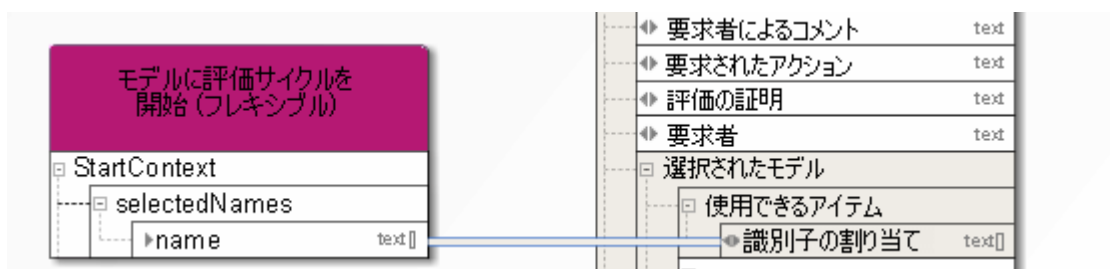 モデルに評価サイクルを
開始 (フレキシブル)
StartContext
selectedNames
name text[]
要求者によるコメント text
要求されたアクション text
評価の証明 text
要求者 text
選択されたモデル
使用できるアイテム
識別子の割り当て text[]